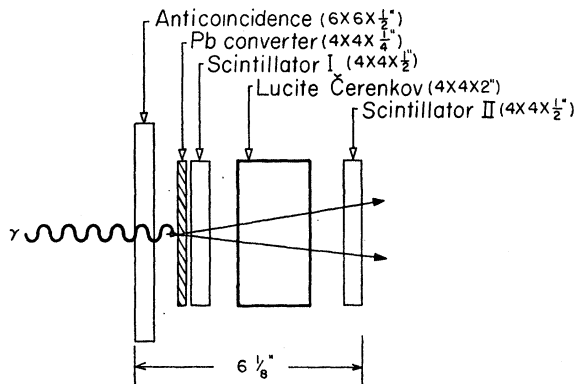 Anticoincidence (6X6X½")
Pb converter (4X4X¼")
Scintillator I (4X4X½")
Lucite Čerenkov (4X4X2")
Scintillator II (4X4X½")
γ
6 ⅛"